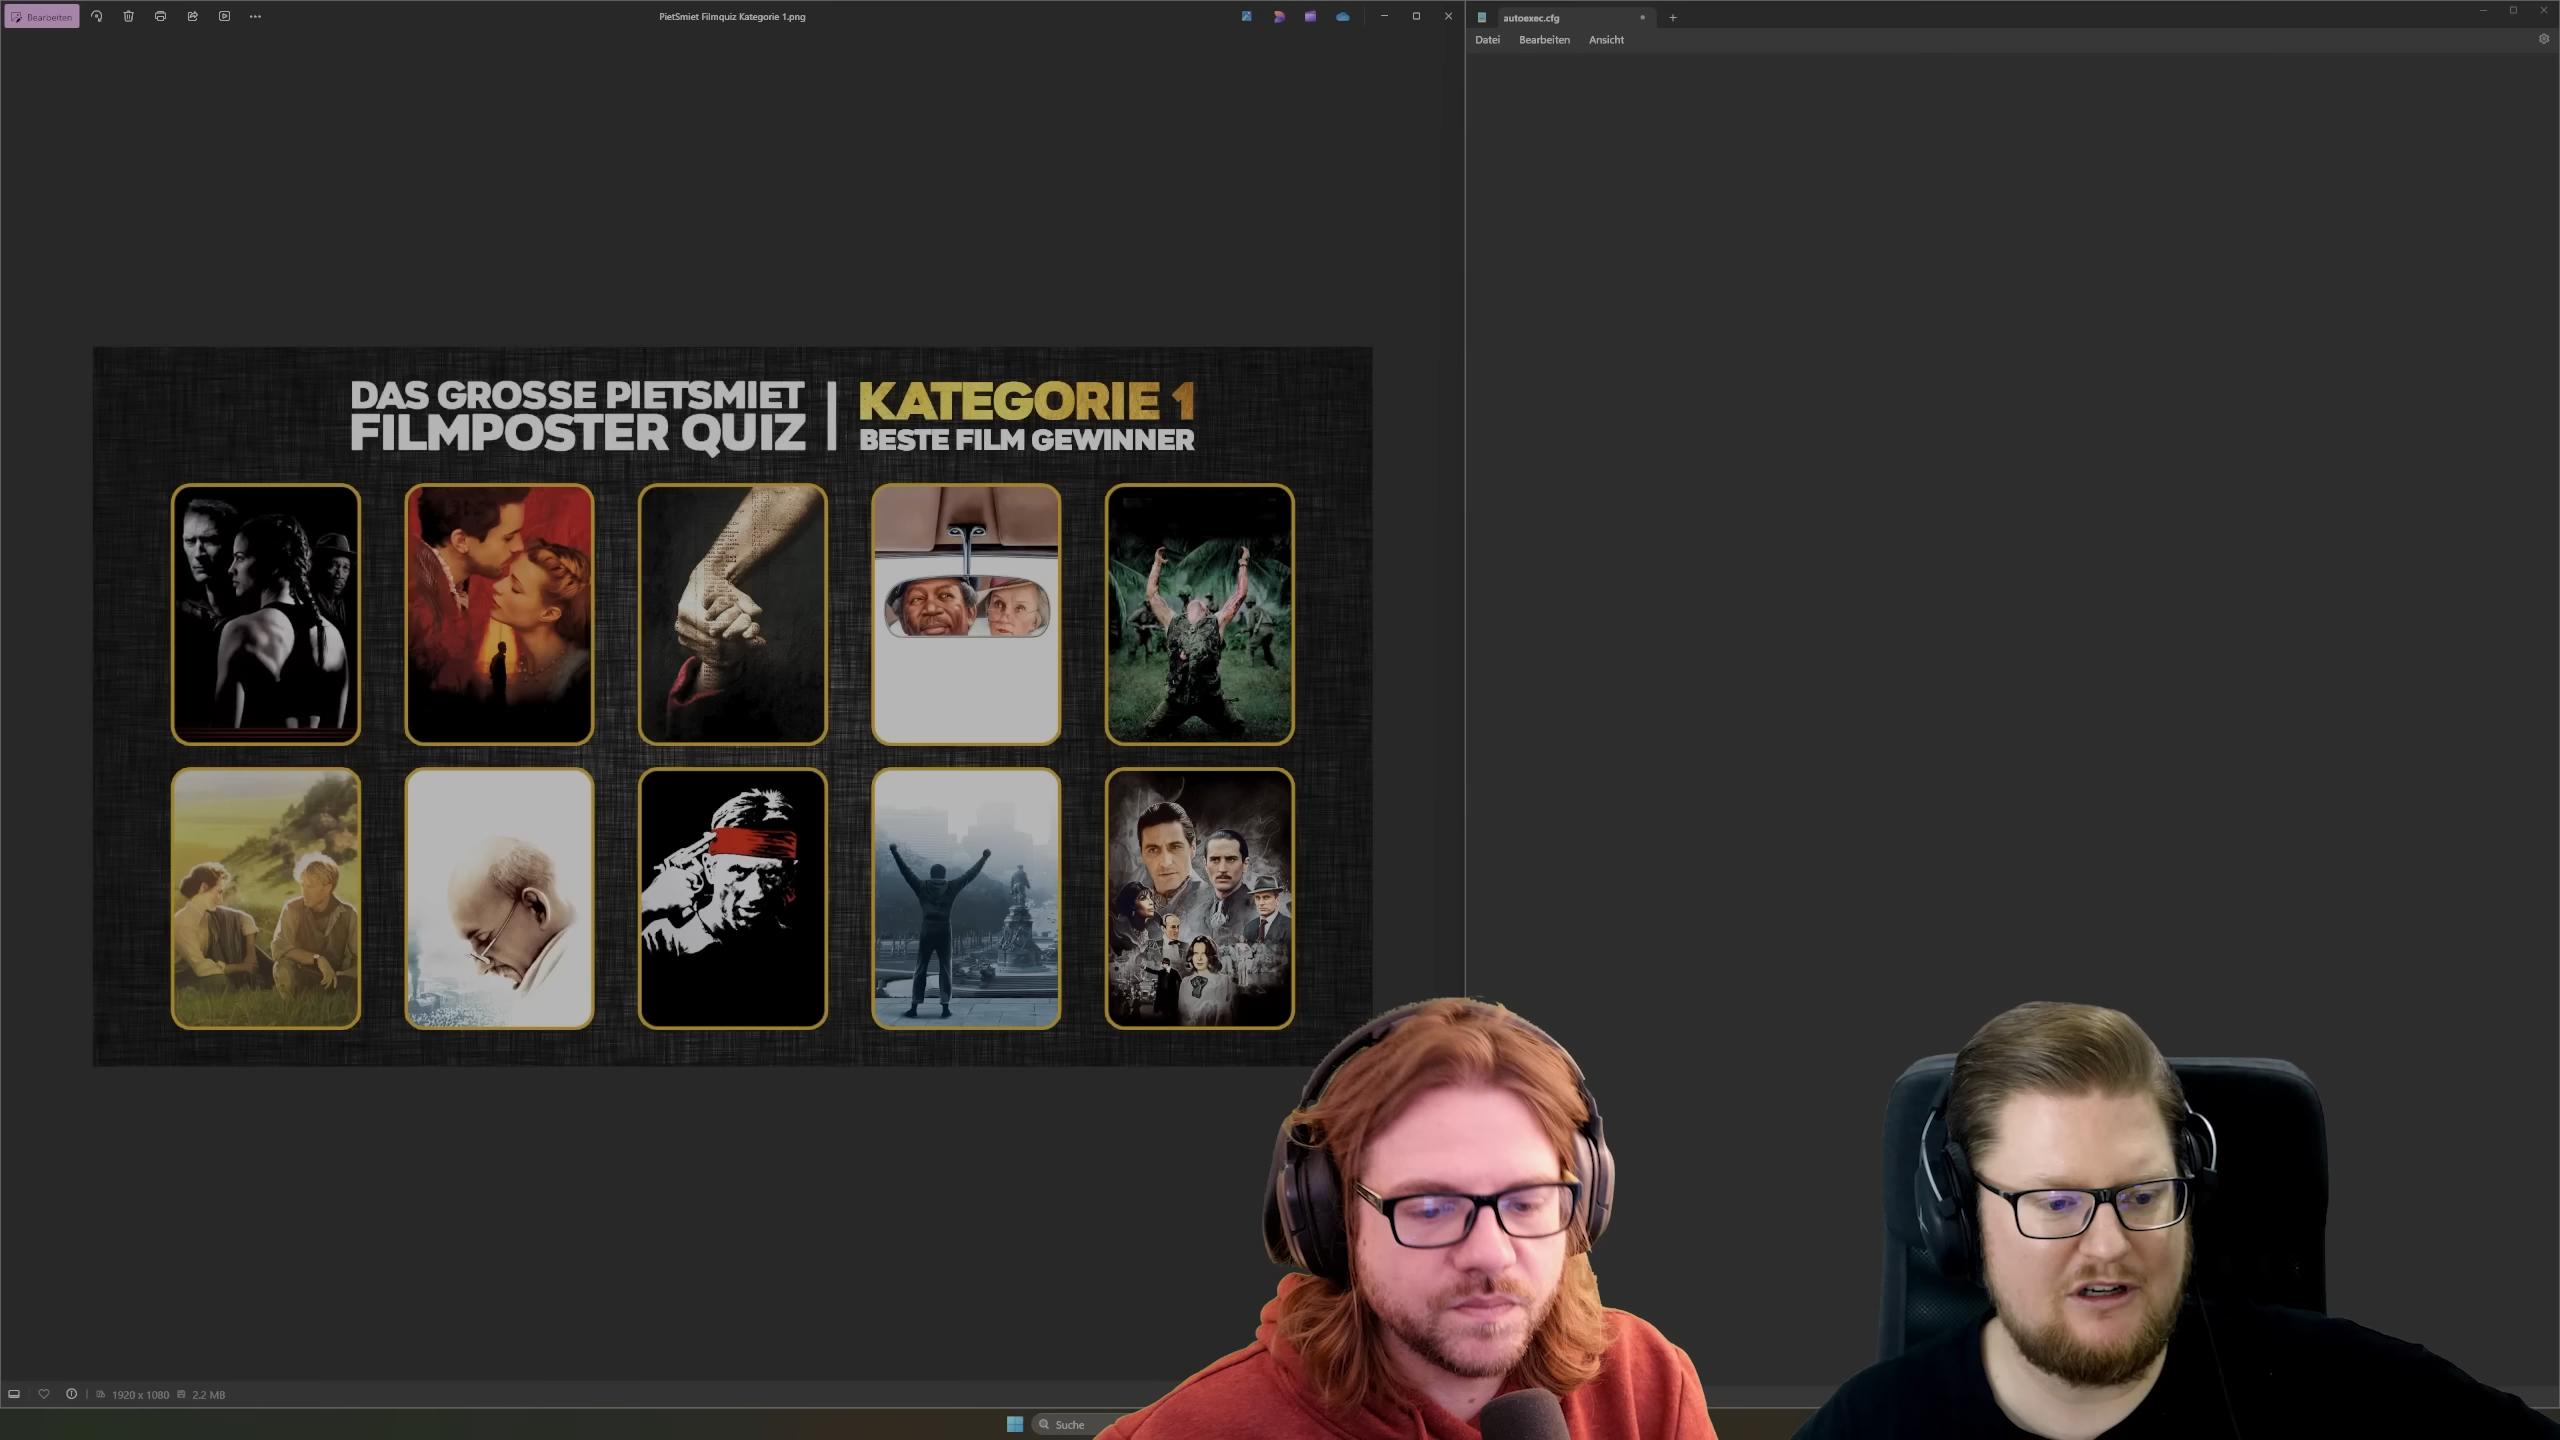 Bearbeiten
PietSmiet Filmquiz Kategorie 1.png
autoexec.cfg
Datei Bearbeiten Ansicht
DAS GROSSE PIETSMIET
FILMPOSTER QUIZ
KATEGORIE 1
BESTE FILM GEWINNER
1920 x 1080 2.2 MB
Suche